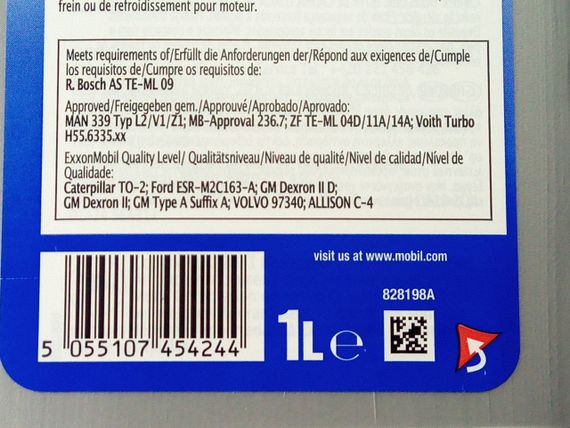 frein ou de refroidissement pour moteur.
Meets requirements of/Erfüllt die Anforderungen der/Répond aux exigences de/Cumple
los requisitos de/Cumpre os requisitos de:
R. Bosch AS TE-ML 09
Approved/Freigegeben gem./Approuvé/Aprobado/Aprovado:
MAN 339 Typ L2/V1/Z1; MB-Approval 236.7; ZF TE-ML 04D/11A/14A; Voith Turbo
H55.6335.xx
ExxonMobil Quality Level/ Qualitätsniveau/Niveau de qualité/Nivel de calidad/Nível de
Qualidade:
Caterpillar TO-2; Ford ESR-M2C163-A; GM Dexron II D;
GM Dexron II; GM Type A Suffix A; VOLVO 97340; ALLISON C-4
visit us at www.mobil.com
828198A
1L e
5 055107 454244